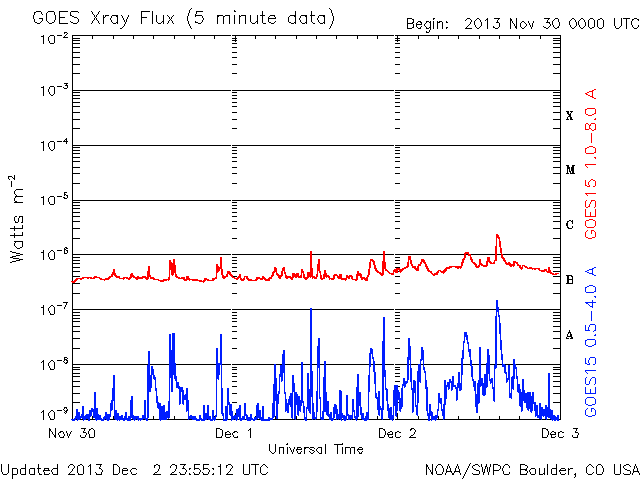 GOES Xray Flux (5 minute data)
Begin: 2013 Nov 30 0000 UTC
10⁻²
10⁻³
10⁻⁴
10⁻⁵
10⁻⁶
10⁻⁷
10⁻⁸
10⁻⁹
Watts m⁻²
X
M
C
B
A
GOES15 1.0-8.0 A
GOES15 0.5-4.0 A
Nov 30 Dec 1 Dec 2 Dec 3
Universal Time
Updated 2013 Dec 2 23:55:12 UTC
NOAA/SWPC Boulder, CO USA